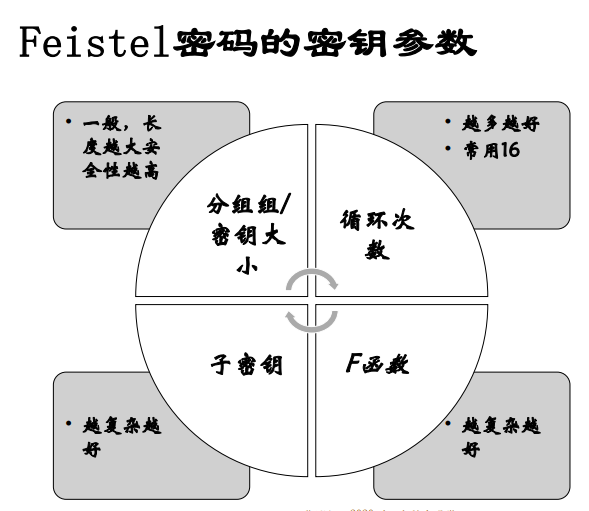 Feistel密码的密钥参数
• 一般，长
度越大安
全性越高
• 越多越好
• 常用16
分组组/
密钥大
小
循环次
数
子密钥
F函数
• 越复杂越
好
• 越复杂越
好